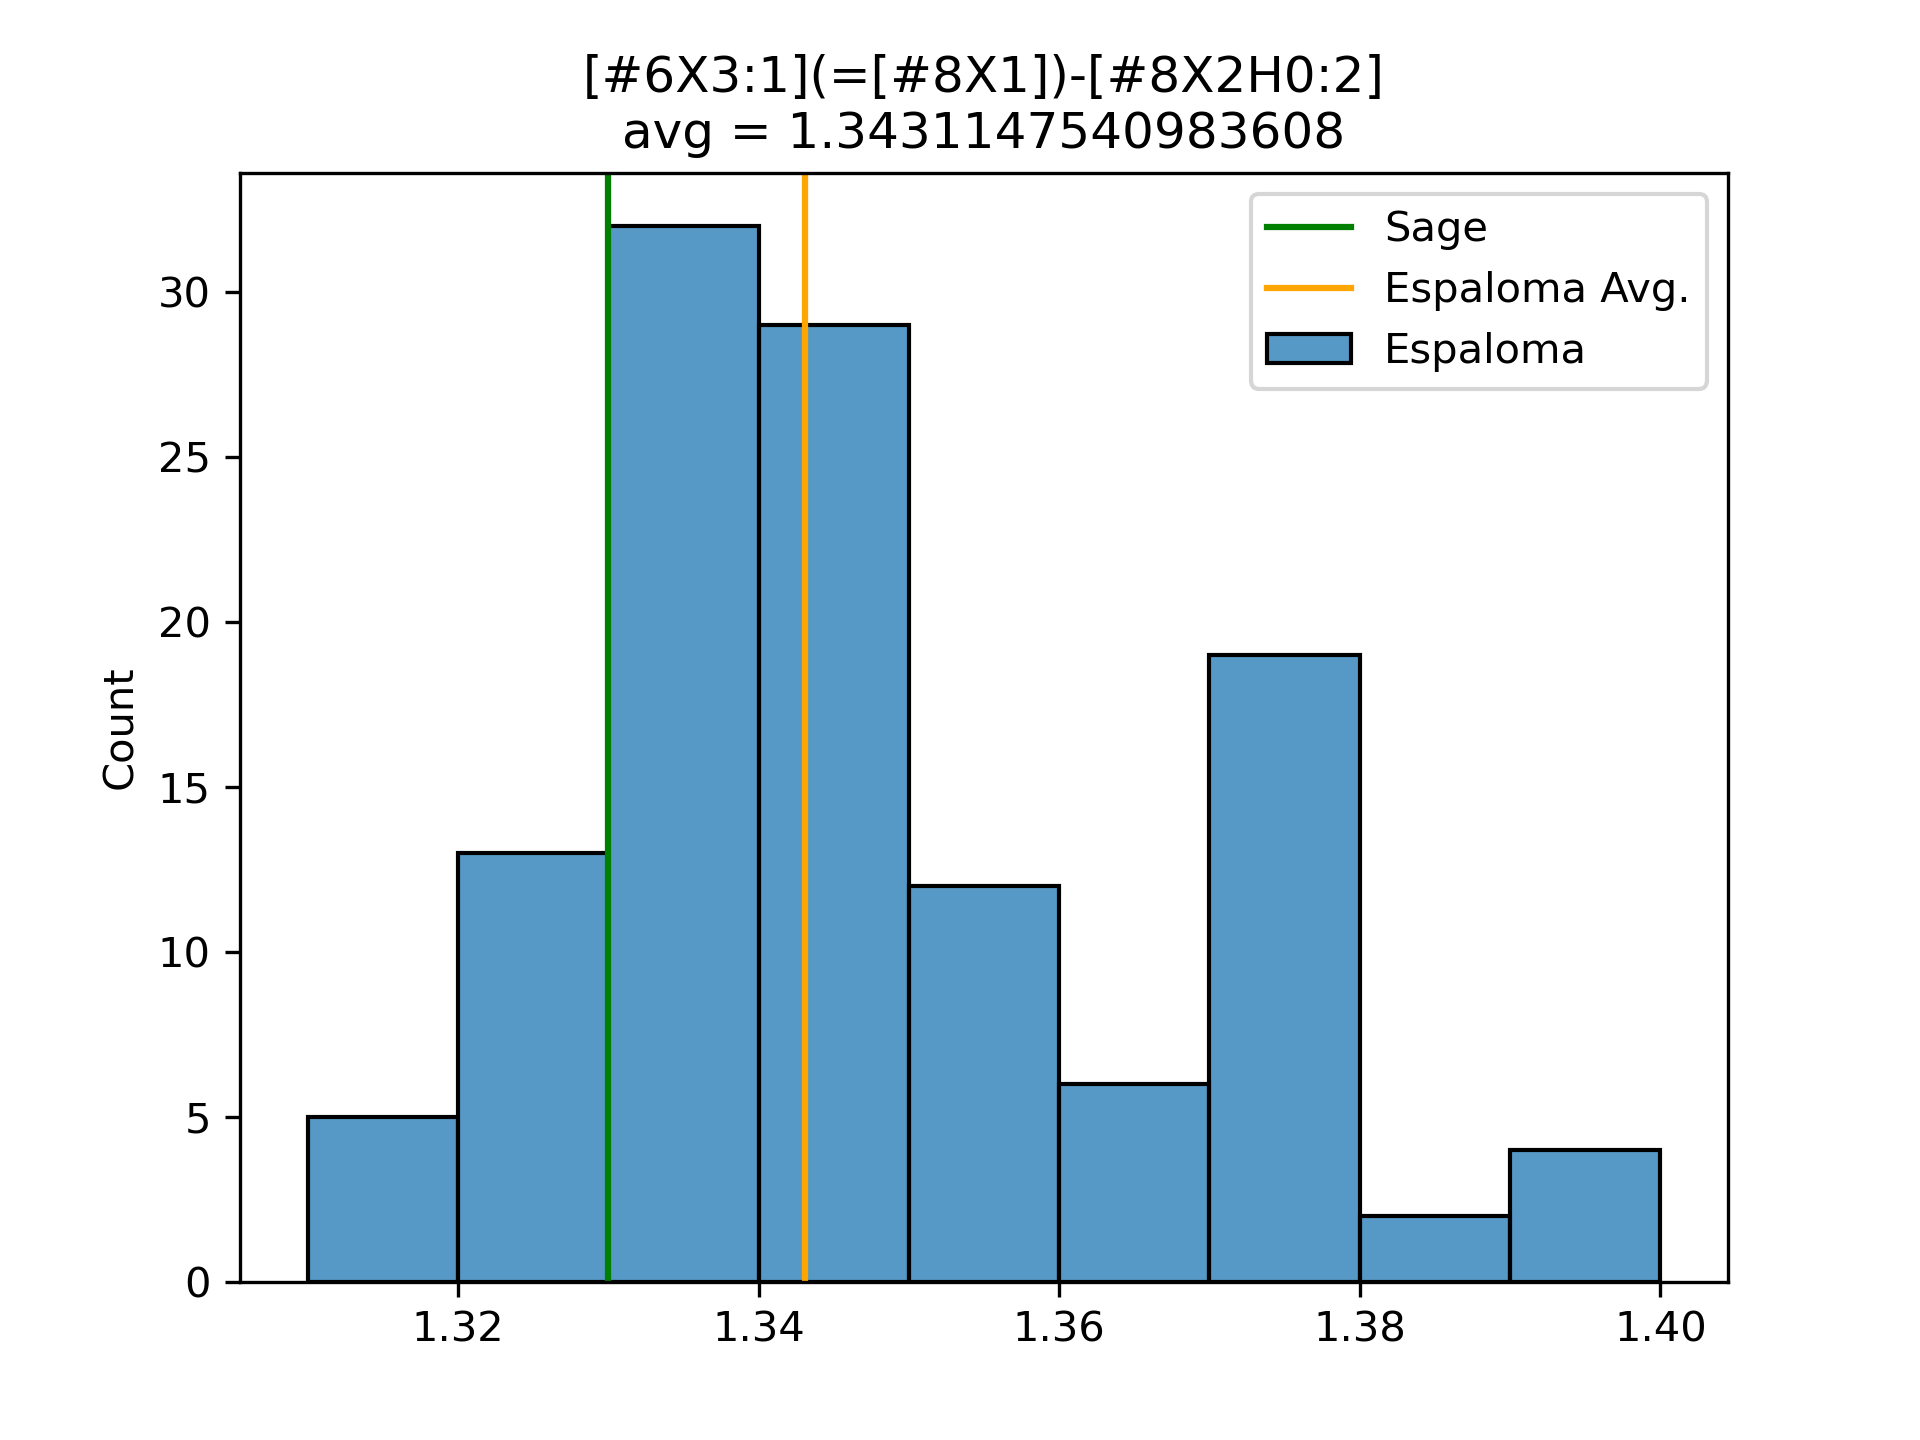 [#6X3:1](=[#8X1])-[#8X2H0:2]
avg = 1.3431147540983608
Sage
Espaloma Avg.
Espaloma
Count
30
25
20
15
10
5
0
1.32 1.34 1.36 1.38 1.40